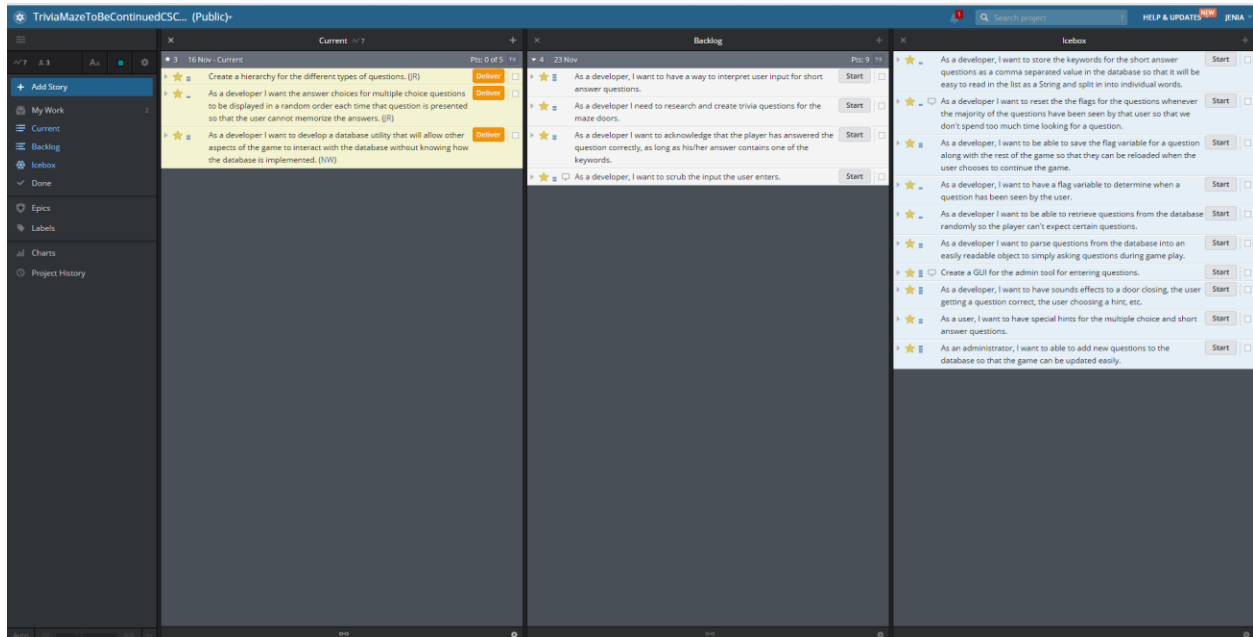 TriviaMazeToBeContinuedCSC... (Public)
1
Search project
?
HELP & UPDATES
NEW
JENIA
7
3
Aa
+ Add Story
My Work 2
Current
Backlog
Icebox
Done
Epics
Labels
Charts
Project History
Auto
× Current 7 +
3 16 Nov - Current Pts: 0 of 5
Create a hierarchy for the different types of questions. (JR) Deliver
As a developer I want the answer choices for multiple choice questions Deliver
to be displayed in a random order each time that question is presented
so that the user cannot memorize the answers. (JR)
As a developer I want to develop a database utility that will allow other Deliver
aspects of the game to interact with the database without knowing how
the database is implemented. (NW)
× Backlog +
4 23 Nov Pts: 9
As a developer, I want to have a way to interpret user input for short Start
answer questions.
As a developer I need to research and create trivia questions for the Start
maze doors.
As a developer I want to acknowledge that the player has answered the Start
question correctly, as long as his/her answer contains one of the
keywords.
As a developer, I want to scrub the input the user enters. Start
× Icebox +
As a developer, I want to store the keywords for the short answer Start
questions as a comma separated value in the database so that it will be
easy to read in the list as a String and split in into individual words.
As a developer I want to reset the the flags for the questions whenever Start
the majority of the questions have been seen by that user so that we
don't spend too much time looking for a question.
As a developer, I want to be able to save the flag variable for a question Start
along with the rest of the game so that they can be reloaded when the
user chooses to continue the game.
As a developer, I want to have a flag variable to determine when a Start
question has been seen by the user.
As a developer I want to be able to retrieve questions from the database Start
randomly so the player can't expect certain questions.
As a developer I want to parse questions from the database into an Start
easily readable object to simply asking questions during game play.
Create a GUI for the admin tool for entering questions. Start
As a developer, I want to have sounds effects to a door closing, the user Start
getting a question correct, the user choosing a hint, etc.
As a user, I want to have special hints for the multiple choice and short Start
answer questions.
As an administrator, I want to able to add new questions to the Start
database so that the game can be updated easily.